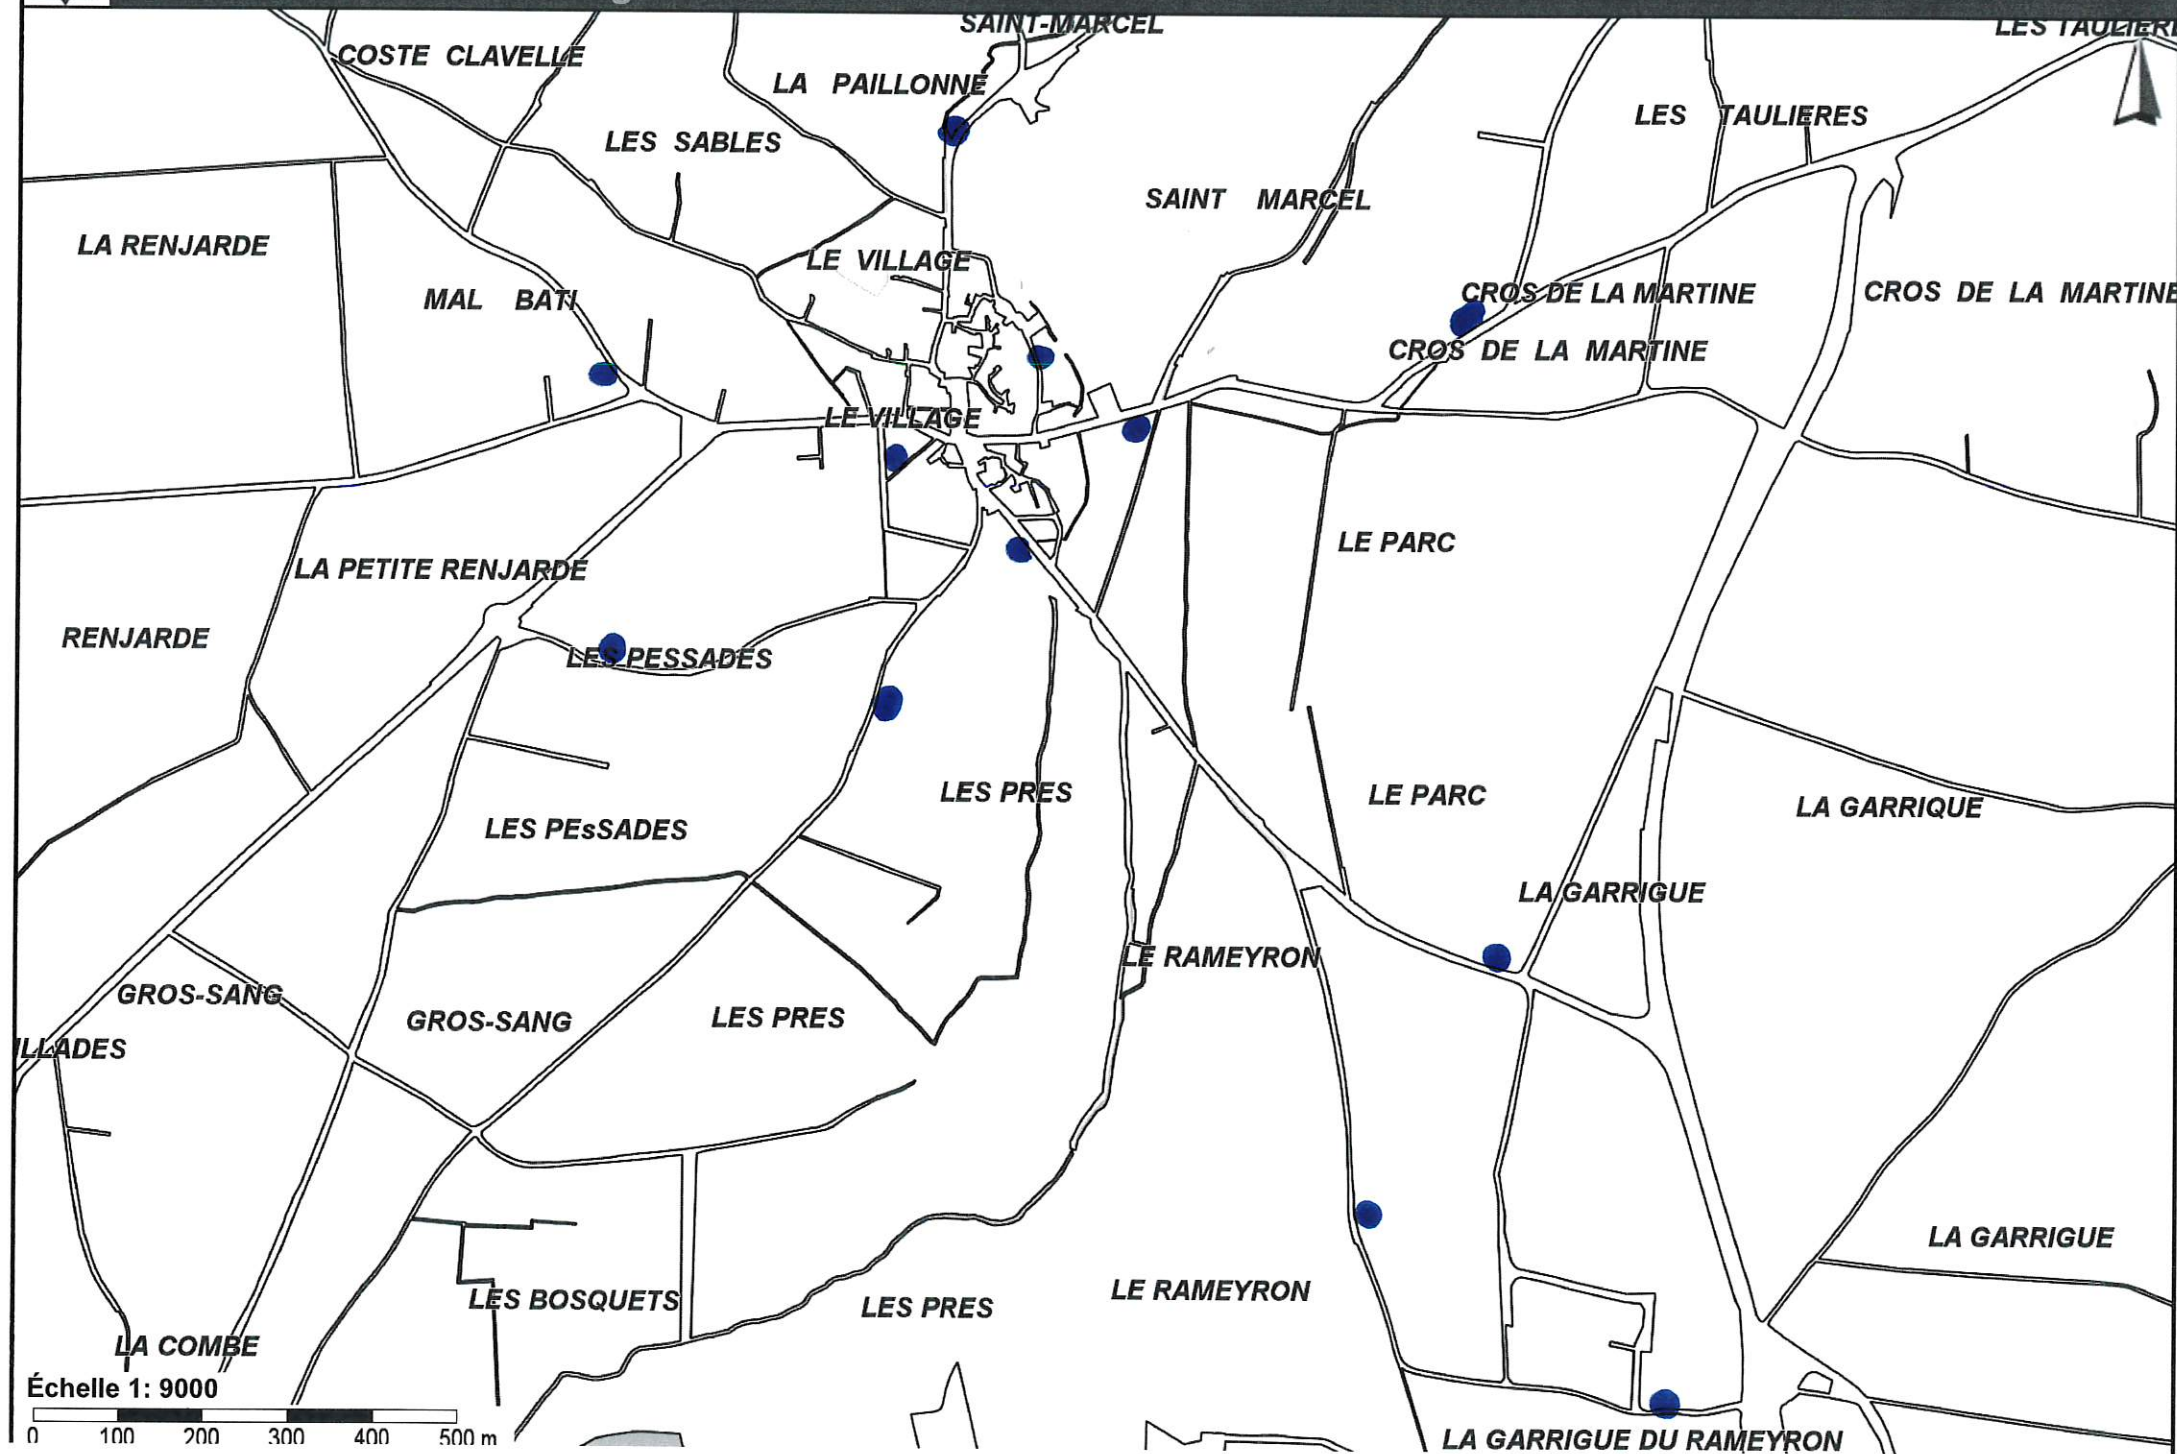 SAINT-MARCEL
LES TAULIERE
COSTE CLAVELLE
LA PAILLONNE
LES TAULIERES
LES SABLES
SAINT MARCEL
LA RENJARDE
LE VILLAGE
MAL BATI
CROS DE LA MARTINE
CROS DE LA MARTINE
CROS DE LA MARTINE
LE VILLAGE
LE PARC
LA PETITE RENJARDE
RENJARDE
LES PESSADES
LES PRES
LE PARC
LA GARRIQUE
LES PEsSADES
LA GARRIGUE
LE RAMEYRON
GROS-SANG
GROS-SANG
LES PRES
ILLADES
LA GARRIGUE
LE RAMEYRON
LES BOSQUETS
LES PRES
LA COMBE
Échelle 1: 9000
0 100 200 300 400 500 m
LA GARRIGUE DU RAMEYRON